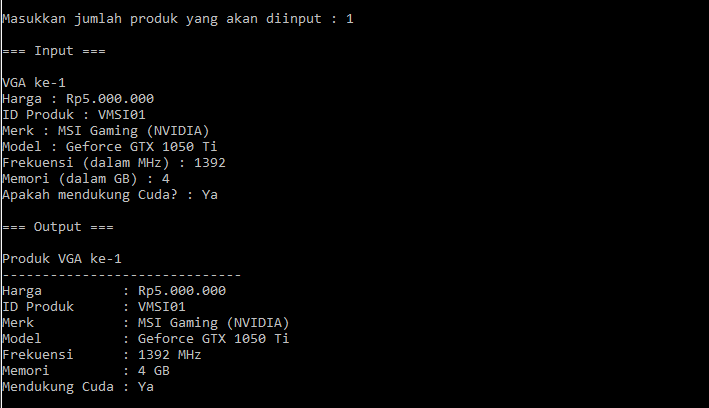 Masukkan jumlah produk yang akan diinput : 1
=== Input ===
VGA ke-1
Harga : Rp5.000.000
ID Produk : VMSI01
Merk : MSI Gaming (NVIDIA)
Model : Geforce GTX 1050 Ti
Frekuensi (dalam MHz) : 1392
Memori (dalam GB) : 4
Apakah mendukung Cuda? : Ya
=== Output ===
Produk VGA ke-1
------------------------------
Harga          : Rp5.000.000
ID Produk      : VMSI01
Merk           : MSI Gaming (NVIDIA)
Model          : Geforce GTX 1050 Ti
Frekuensi      : 1392 MHz
Memori         : 4 GB
Mendukung Cuda : Ya